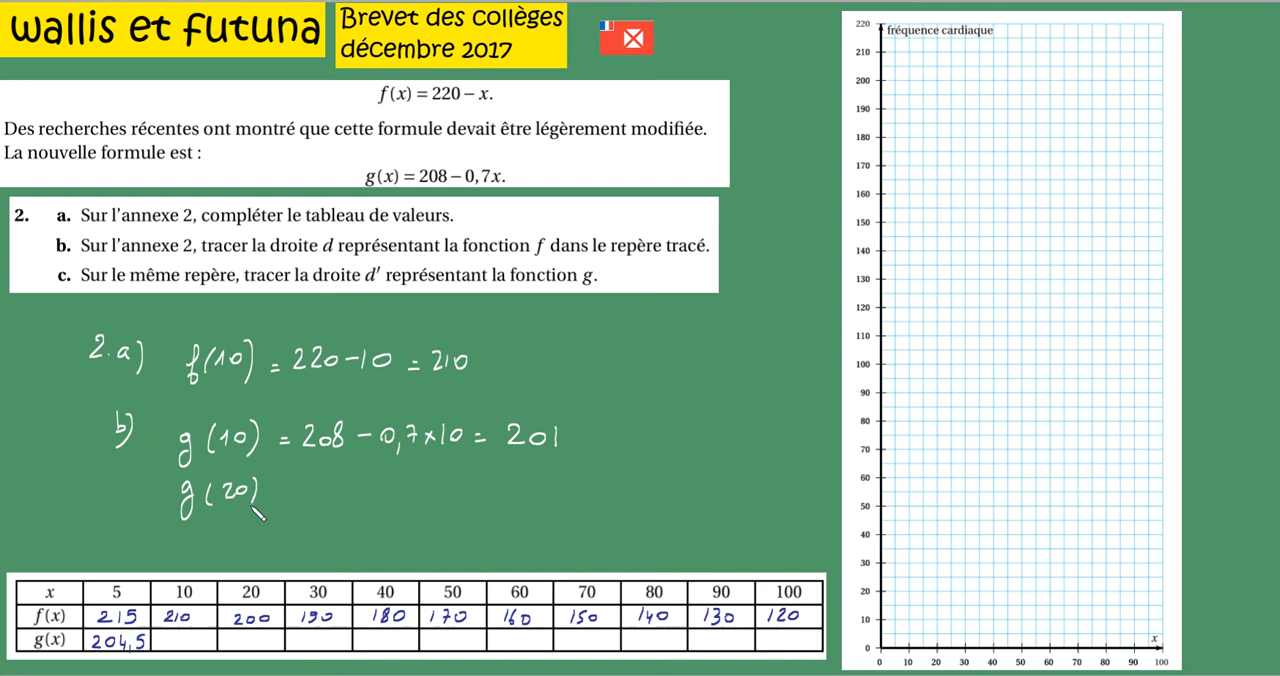 wallis et futuna
Brevet des collèges
décembre 2017
f(x) = 220 − x.
Des recherches récentes ont montré que cette formule devait être légèrement modifiée.
La nouvelle formule est :
g(x) = 208 − 0,7x.
2. a. Sur l'annexe 2, compléter le tableau de valeurs.
b. Sur l'annexe 2, tracer la droite d représentant la fonction f dans le repère tracé.
c. Sur le même repère, tracer la droite d′ représentant la fonction g.
2.a) f(10) = 220-10 = 210
b) g(10) = 208 - 0,7×10 = 201
g(20)
x 5 10 20 30 40 50 60 70 80 90 100
f(x) 215 210 200 190 180 170 160 150 140 130 120
g(x) 204,5
fréquence cardiaque
220
210
200
190
180
170
160
150
140
130
120
110
100
90
80
70
60
50
40
30
20
10
0
x
0 10 20 30 40 50 60 70 80 90 100